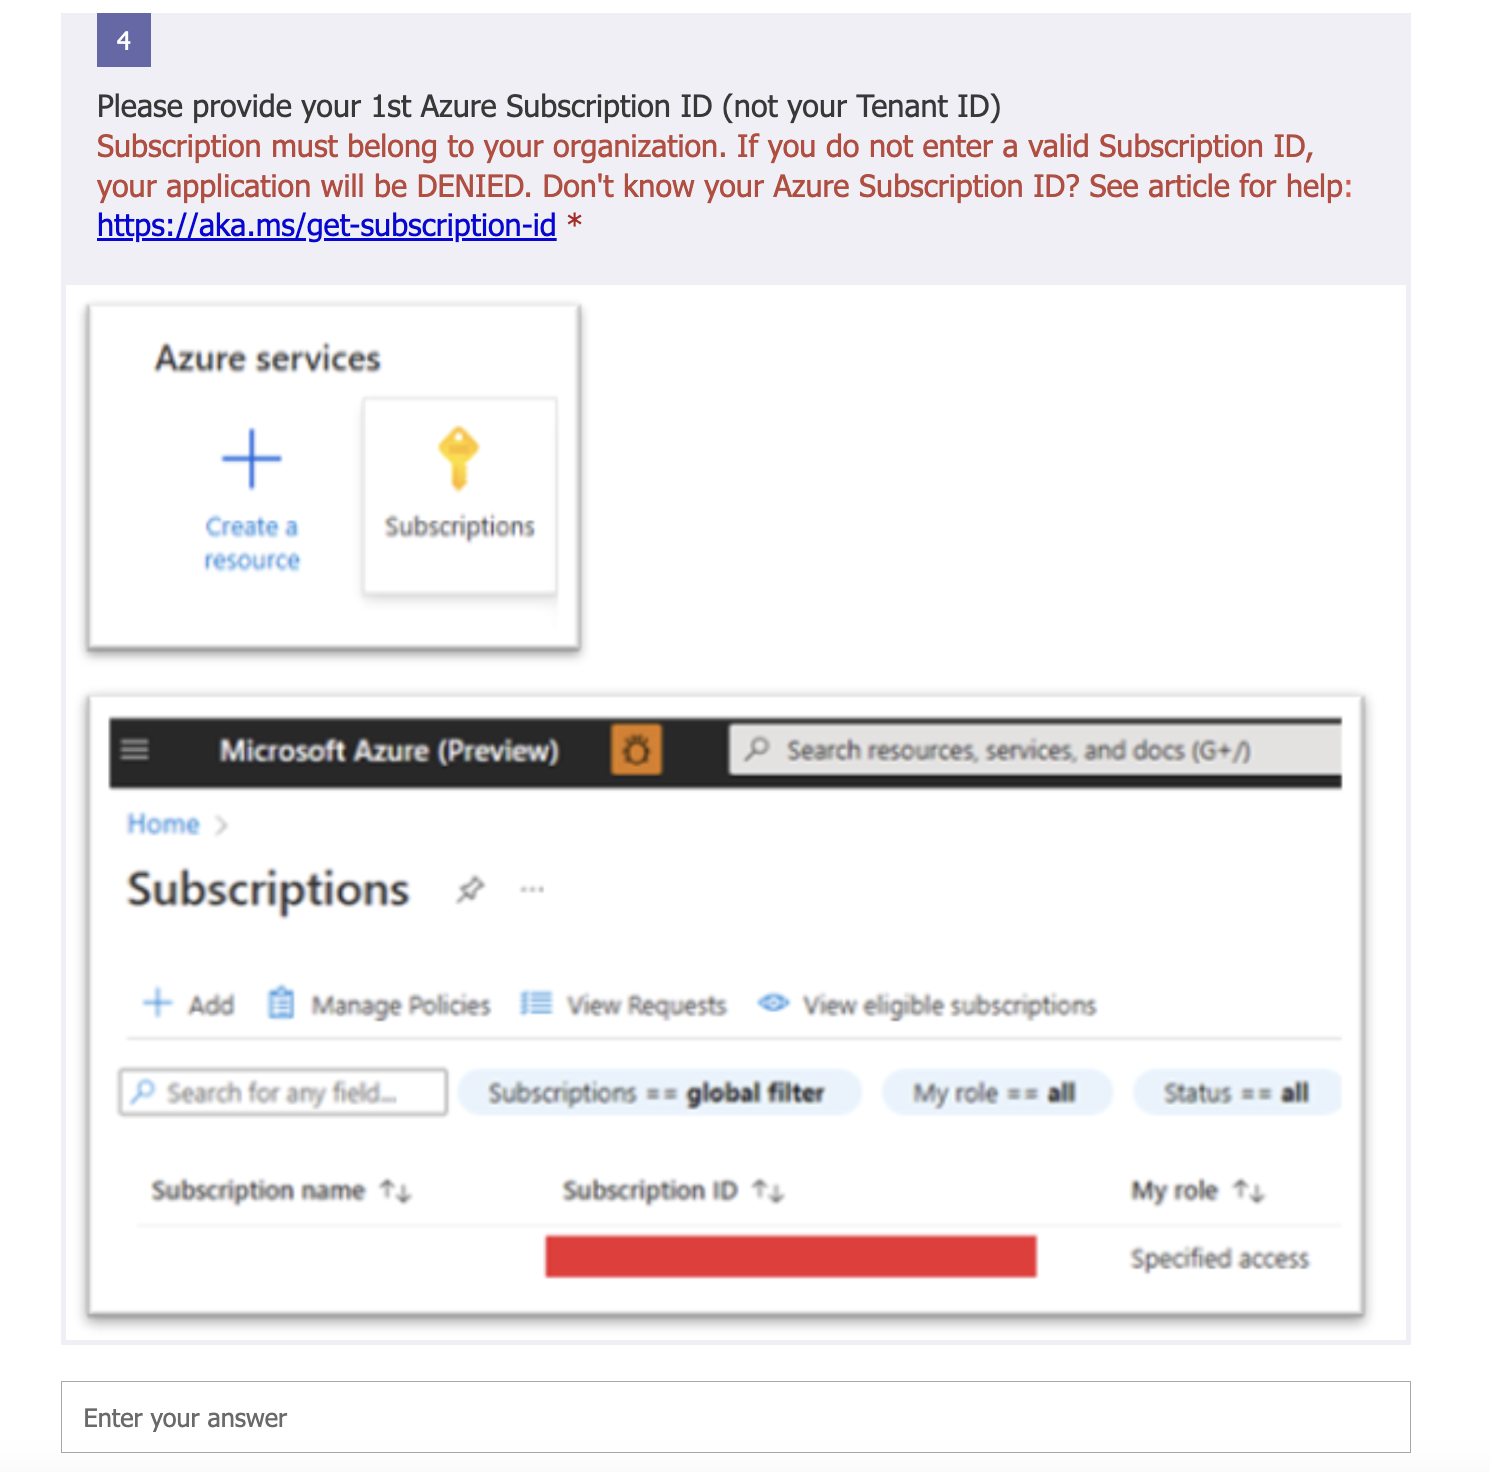 4
Please provide your 1st Azure Subscription ID (not your Tenant ID)
Subscription must belong to your organization. If you do not enter a valid Subscription ID,
your application will be DENIED. Don't know your Azure Subscription ID? See article for help:
https://aka.ms/get-subscription-id *
Azure services
Create a
resource
Subscriptions
Microsoft Azure (Preview)
Search resources, services, and docs (G+/)
Home
Subscriptions
Add
Manage Policies
View Requests
View eligible subscriptions
Search for any field...
Subscriptions == global filter
My role == all
Status == all
Subscription name
Subscription ID
My role
Specified access
Enter your answer